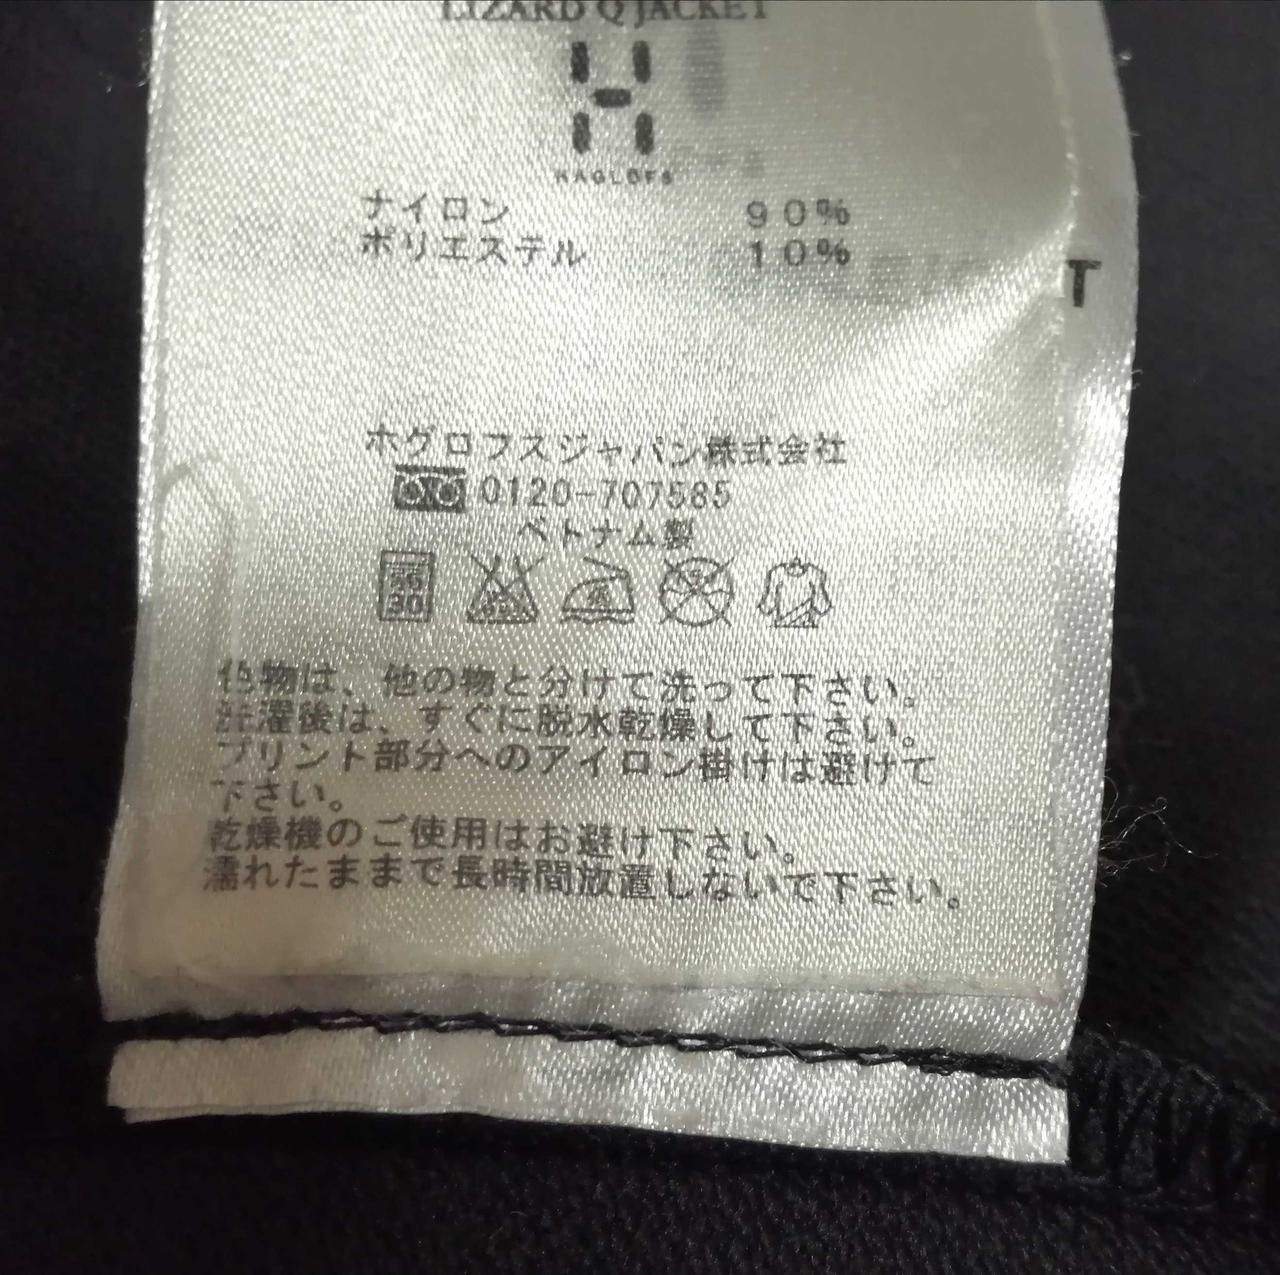 LIZARD Q JACKET
HAGLÖFS
ナイロン 90%
ポリエステル 10%
T
ホグロフスジャパン株式会社
0120-707585
ベトナム製
30
色物は、他の物と分けて洗って下さい。
洗濯後は、すぐに脱水乾燥して下さい。
プリント部分へのアイロン掛けは避けて
下さい。
乾燥機のご使用はお避け下さい。
濡れたままで長時間放置しないで下さい。